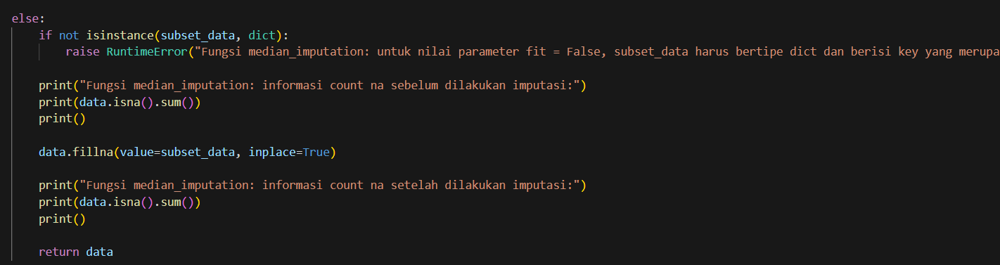 else:
    if not isinstance(subset_data, dict):
        raise RuntimeError("Fungsi median_imputation: untuk nilai parameter fit = False, subset_data harus bertipe dict dan berisi key yang
    print("Fungsi median_imputation: informasi count na sebelum dilakukan imputasi:")
    print(data.isna().sum())
    print()
    data.fillna(value=subset_data, inplace=True)
    print("Fungsi median_imputation: informasi count na setelah dilakukan imputasi:")
    print(data.isna().sum())
    print()
    return data